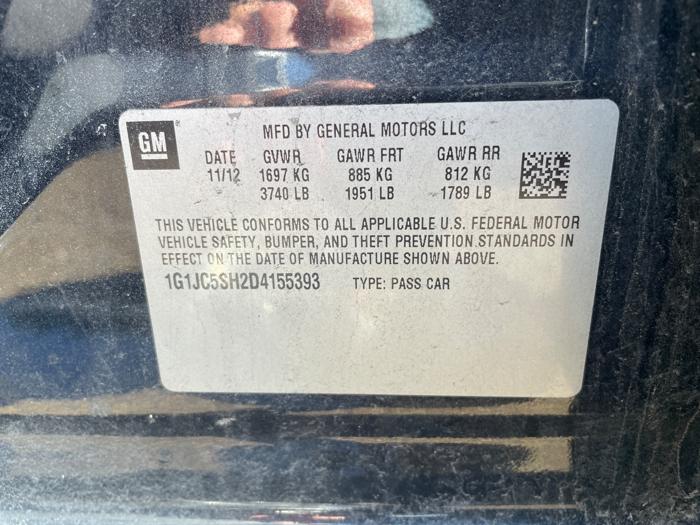 GM
MFD BY GENERAL MOTORS LLC
DATE GVWR GAWR FRT GAWR RR
11/12 1697 KG 885 KG 812 KG
3740 LB 1951 LB 1789 LB
THIS VEHICLE CONFORMS TO ALL APPLICABLE U.S. FEDERAL MOTOR
VEHICLE SAFETY, BUMPER, AND THEFT PREVENTION STANDARDS IN
EFFECT ON THE DATE OF MANUFACTURE SHOWN ABOVE.
1G1JC5SH2D4155393 TYPE: PASS CAR